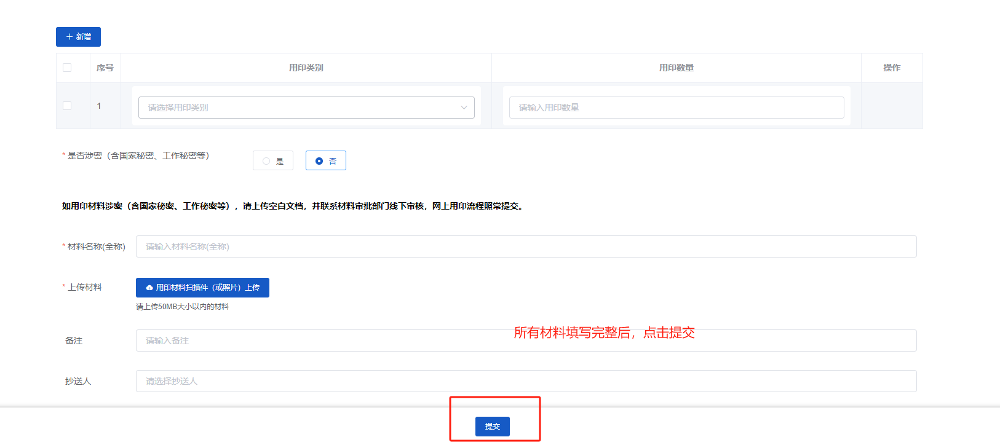 + 新增
序号 用印类别 用印数量 操作
1 请选择用印类别 请输入用印数量
* 是否涉密（含国家秘密、工作秘密等） 是 否
如用印材料涉密（含国家秘密、工作秘密等），请上传空白文档，并联系材料审批部门线下审核，网上用印流程照常提交。
* 材料名称(全称) 请输入材料名称(全称)
* 上传材料 用印材料扫描件（或照片）上传
请上传50MB大小以内的材料
所有材料填写完整后，点击提交
备注 请输入备注
抄送人 请选择抄送人
提交